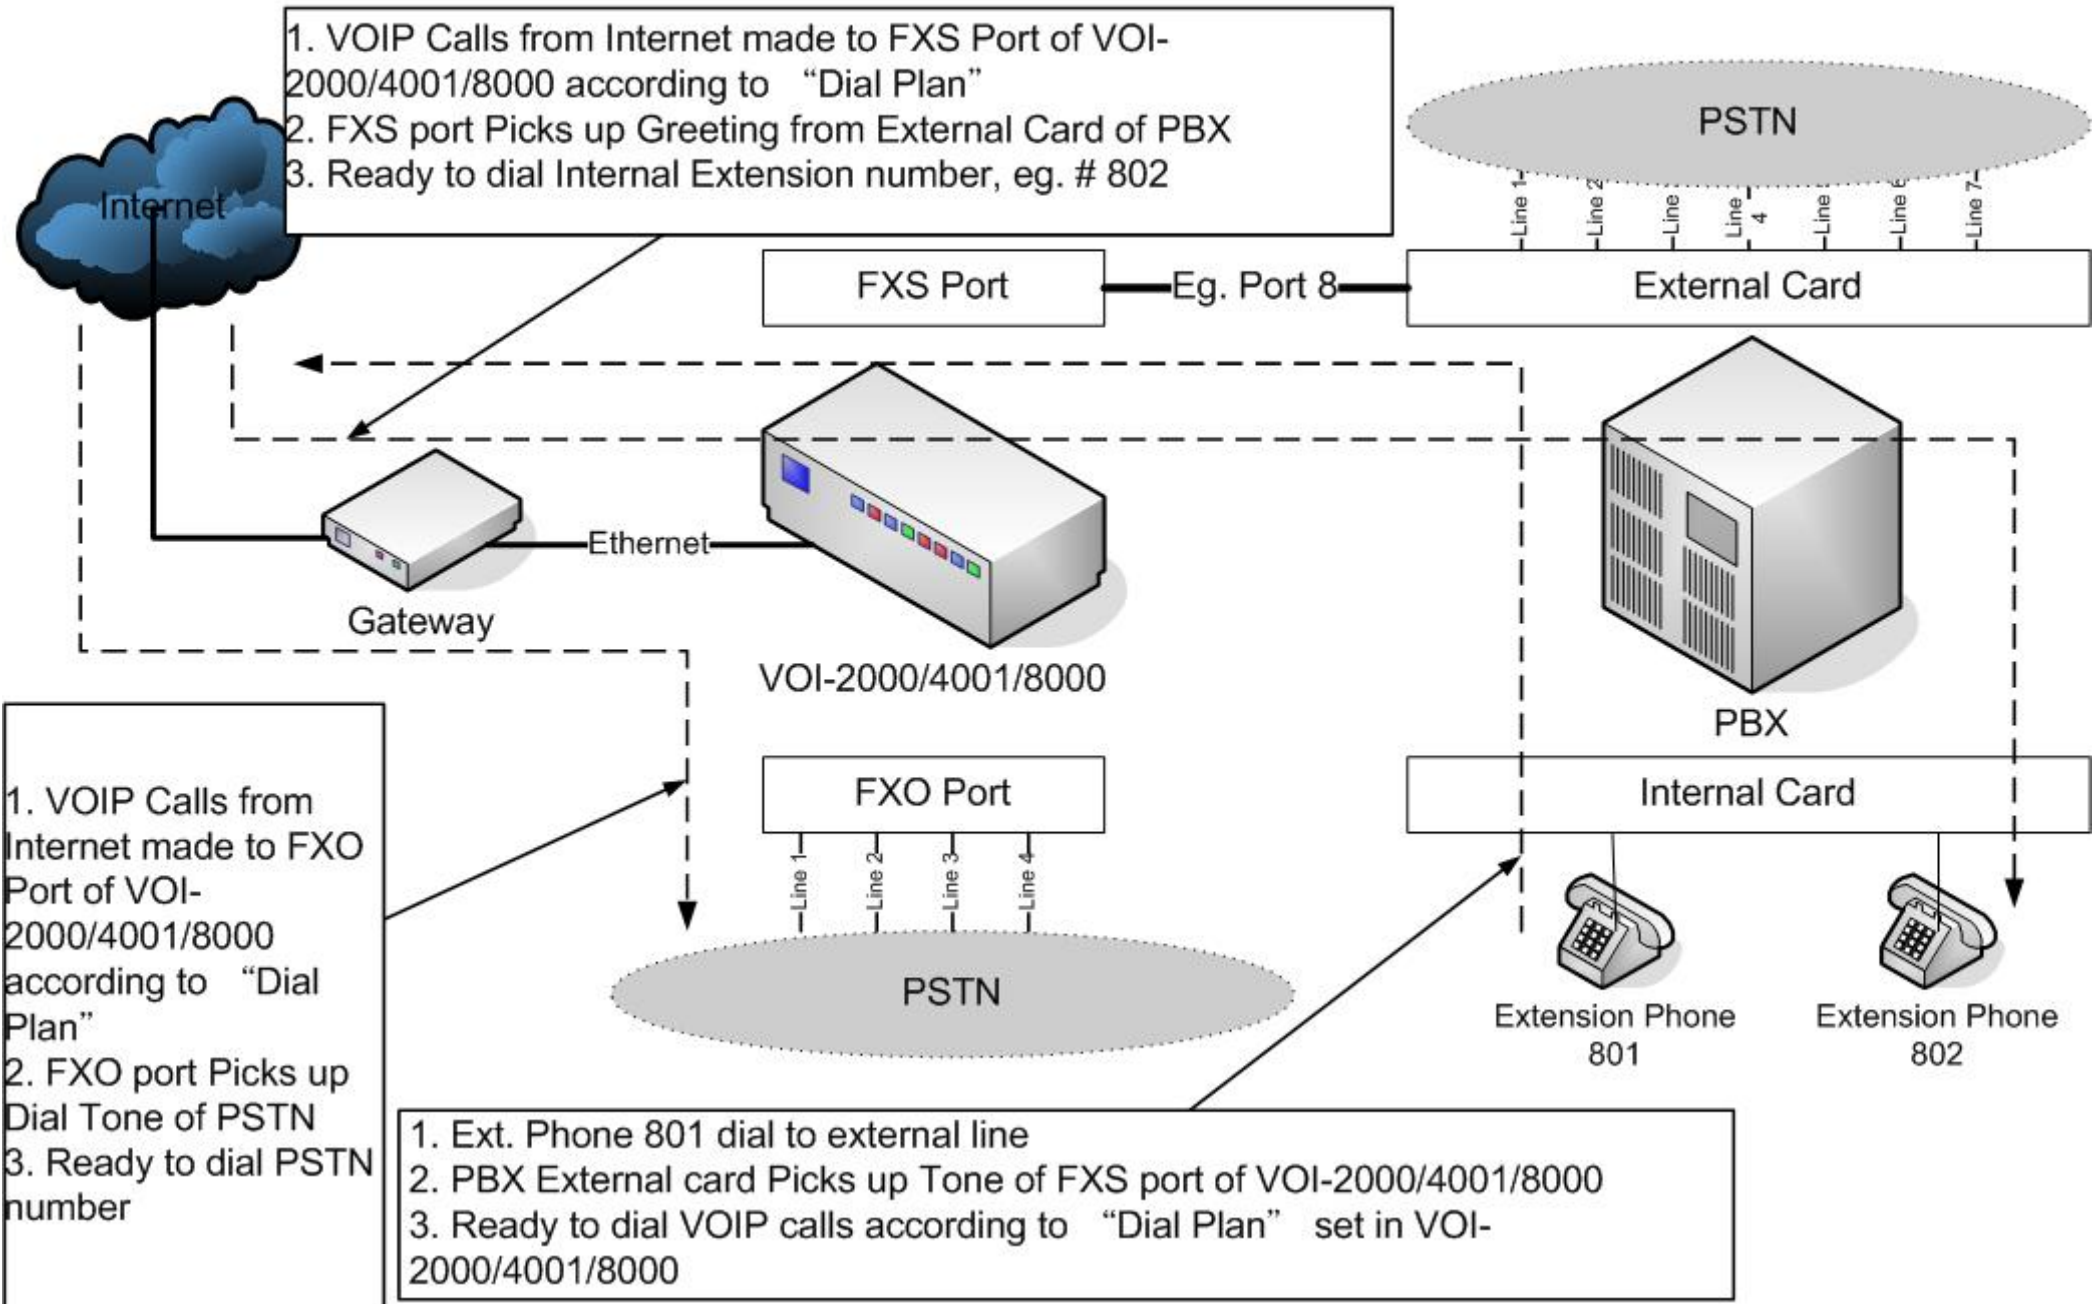 1. VOIP Calls from Internet made to FXS Port of VOI-
2000/4001/8000 according to “Dial Plan”
2. FXS port Picks up Greeting from External Card of PBX
3. Ready to dial Internal Extension number, eg. # 802
Internet
PSTN
Line 1
Line 2
Line
Line
4
Line
Line 6
Line 7
FXS Port
Eg. Port 8
External Card
Ethernet
Gateway
VOI-2000/4001/8000
PBX
FXO Port
Internal Card
Line 1
Line 2
Line 3
Line 4
PSTN
Extension Phone
801
Extension Phone
802
1. VOIP Calls from
Internet made to FXO
Port of VOI-
2000/4001/8000
according to “Dial
Plan”
2. FXO port Picks up
Dial Tone of PSTN
3. Ready to dial PSTN
number
1. Ext. Phone 801 dial to external line
2. PBX External card Picks up Tone of FXS port of VOI-2000/4001/8000
3. Ready to dial VOIP calls according to “Dial Plan” set in VOI-
2000/4001/8000